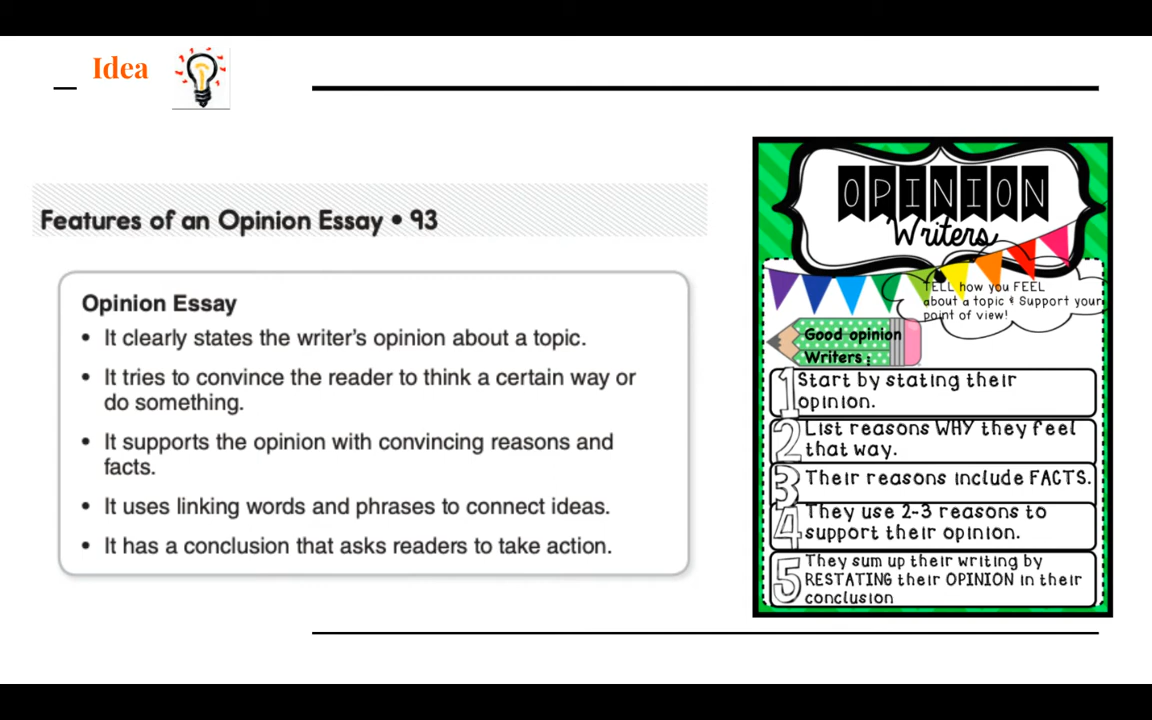 Idea
Features of an Opinion Essay • 93
Opinion Essay
• It clearly states the writer's opinion about a topic.
• It tries to convince the reader to think a certain way or
do something.
• It supports the opinion with convincing reasons and
facts.
• It uses linking words and phrases to connect ideas.
• It has a conclusion that asks readers to take action.
OPINION
Writers
TELL how you FEEL
about a topic & Support your
point of view!
Good opinion
Writers :
1 Start by stating their
opinion.
2 List reasons WHY they feel
that way.
3 Their reasons include FACTS.
4 They use 2-3 reasons to
support their opinion.
5 They sum up their writing by
RESTATING their OPINION in their
conclusion